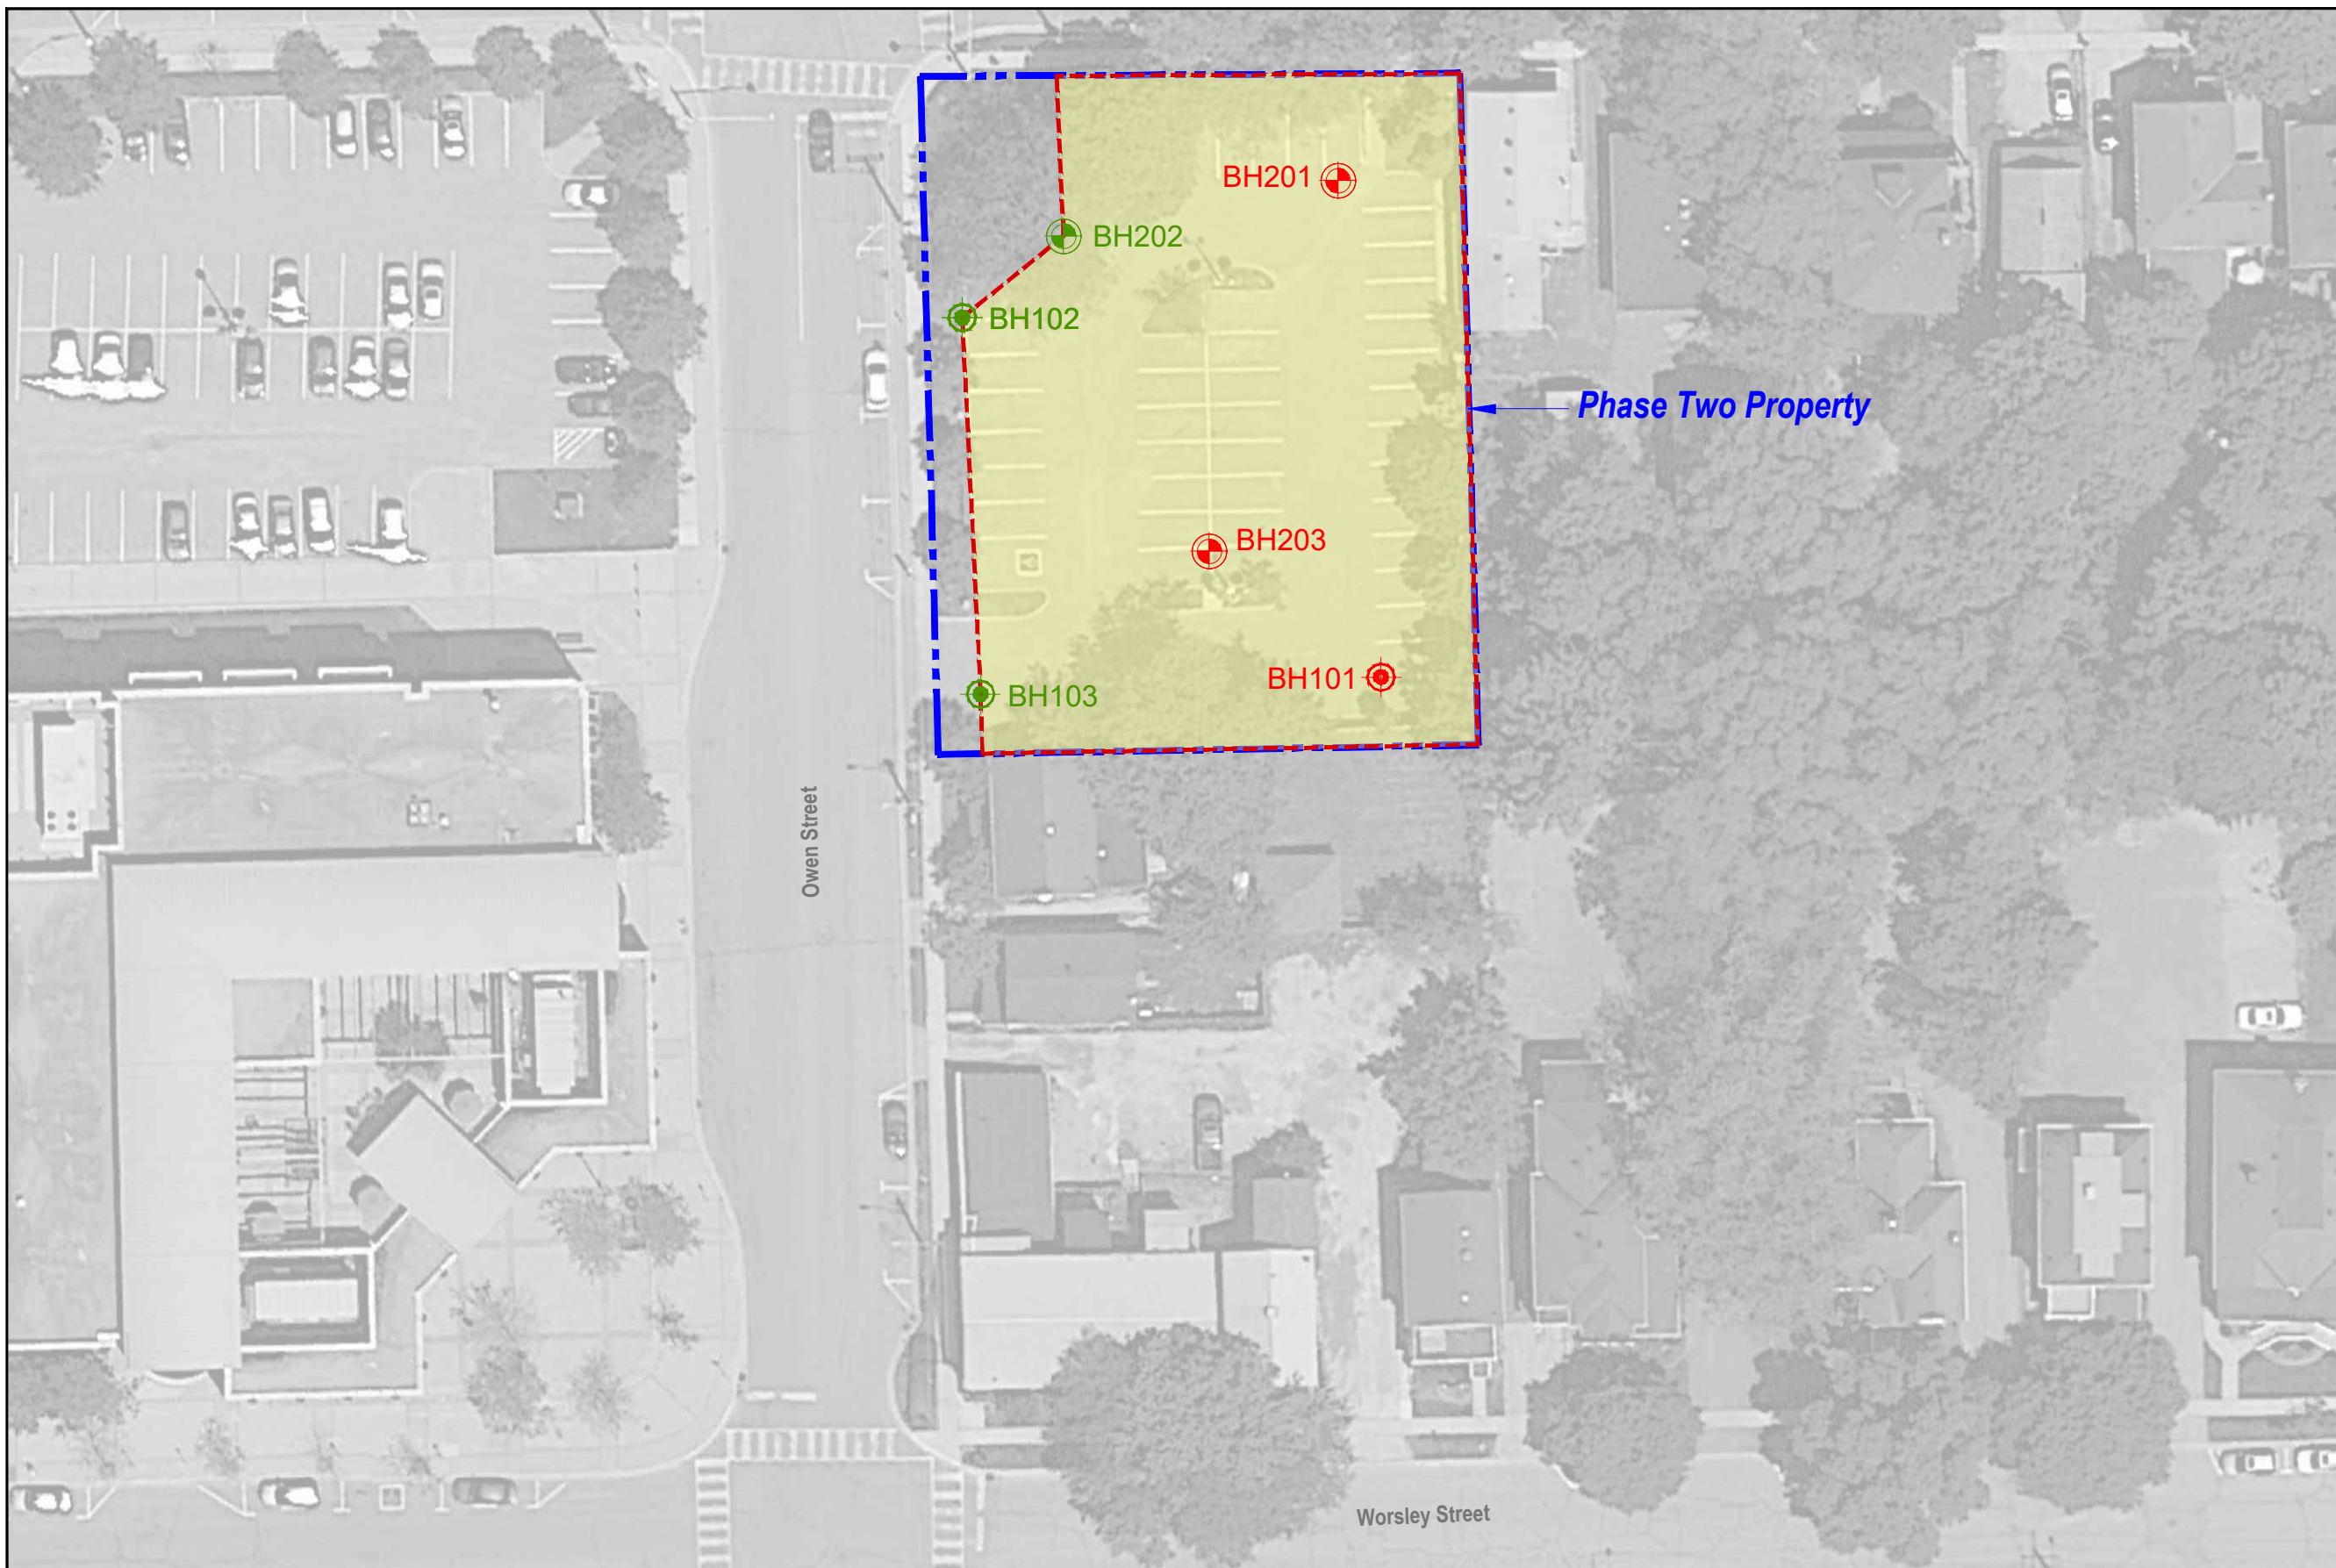 BH201
BH202
BH102
Phase Two Property
BH203
BH101
BH103
Owen Street
Worsley Street